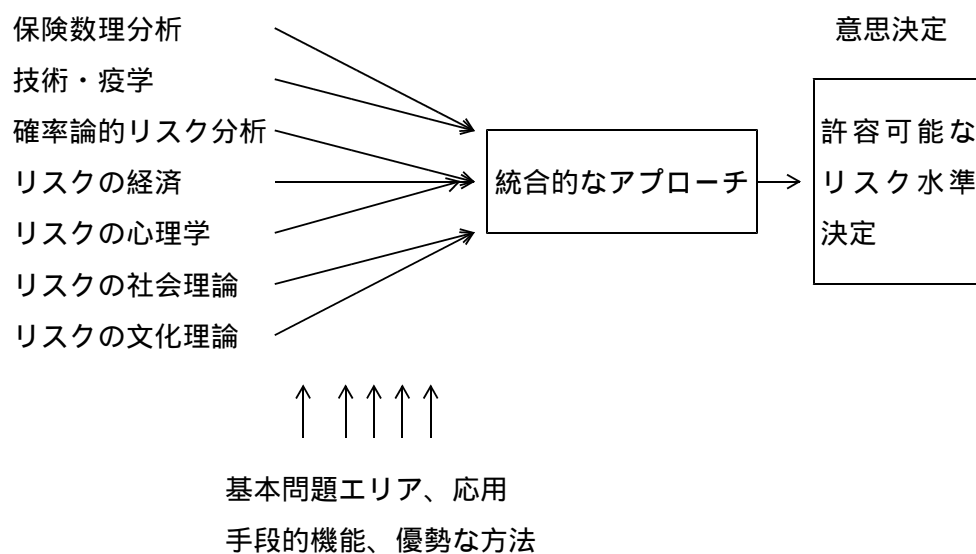 保険数理分析
技術・疫学
確率論的リスク分析
リスクの経済
リスクの心理学
リスクの社会理論
リスクの文化理論
統合的なアプローチ
意思決定
許容可能な
リスク水準
決定
基本問題エリア、応用
手段的機能、優勢な方法